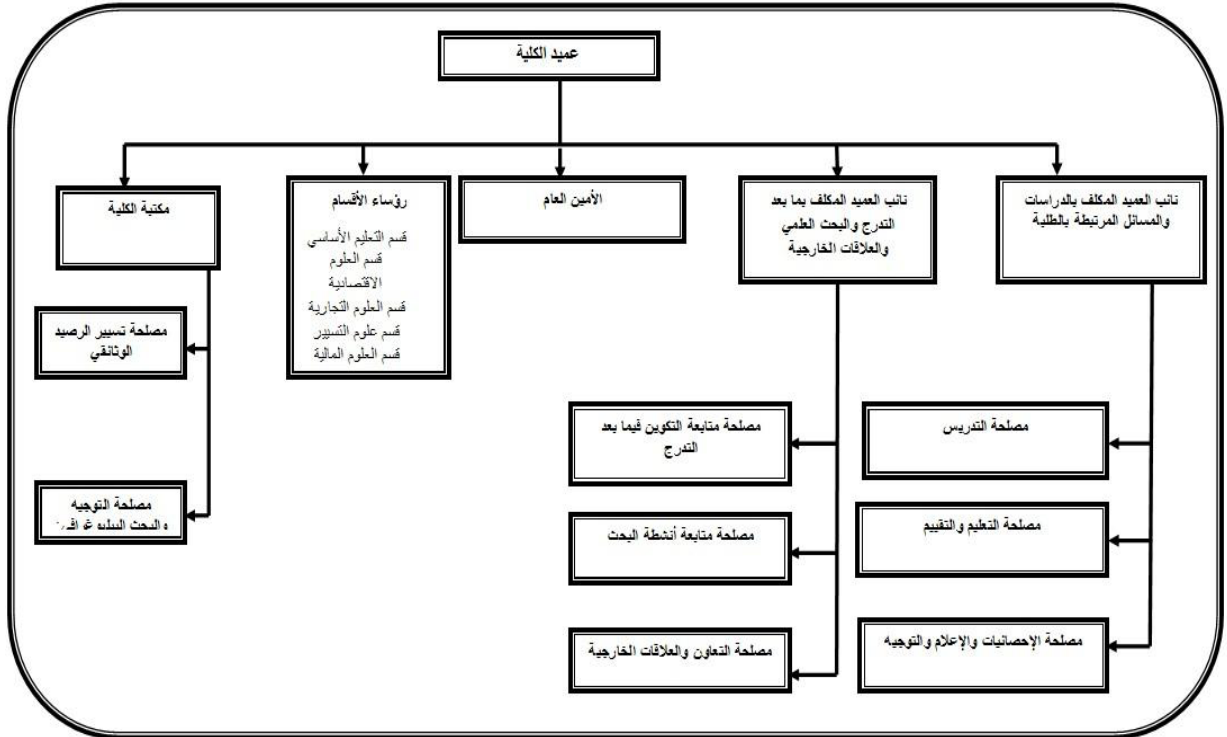 عميد الكلية
نائب العميد المكلف بالدراسات
والمسائل المرتبطة بالطلبة
نائب العميد المكلف بما بعد
التدرج والبحث العلمي
والعلاقات الخارجية
الأمين العام
رؤساء الأقسام
قسم التعليم الأساسي
قسم العلوم
الاقتصادية
قسم العلوم التجارية
قسم علوم التسيير
قسم العلوم المالية
مكتبة الكلية
مصلحة التدريس
مصلحة التعليم والتقييم
مصلحة الإحصائيات والإعلام والتوجيه
مصلحة متابعة التكوين فيما بعد
التدرج
مصلحة متابعة أنشطة البحث
مصلحة التعاون والعلاقات الخارجية
مصلحة تسيير الرصيد
الوثائقي
مصلحة التوجيه
والبحث